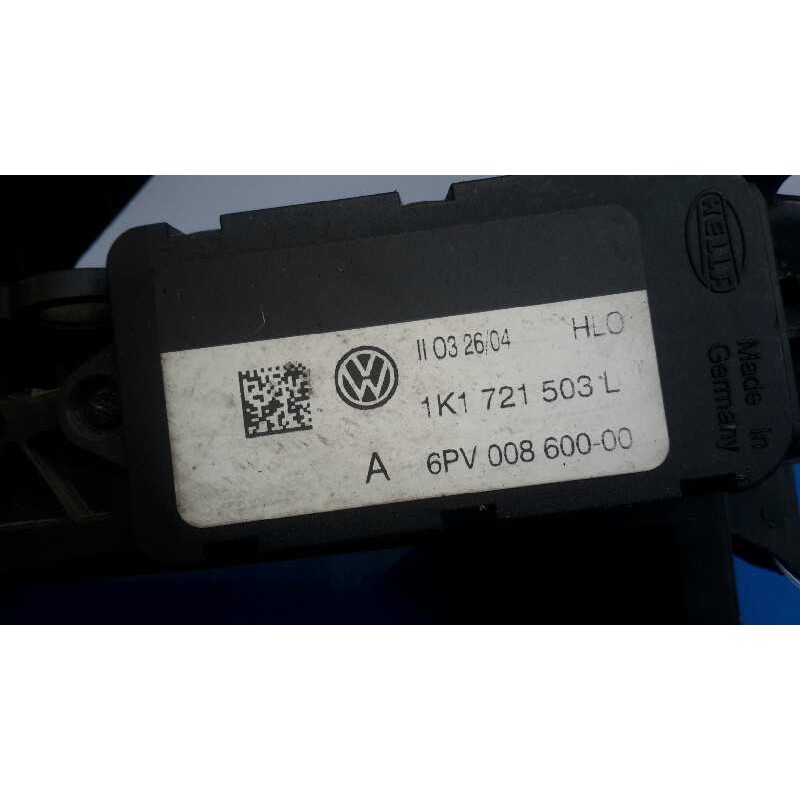 II 03 26/04 HLO
1K1 721 503 L
A 6PV 008 600-00
HELLA
Made in
Germany